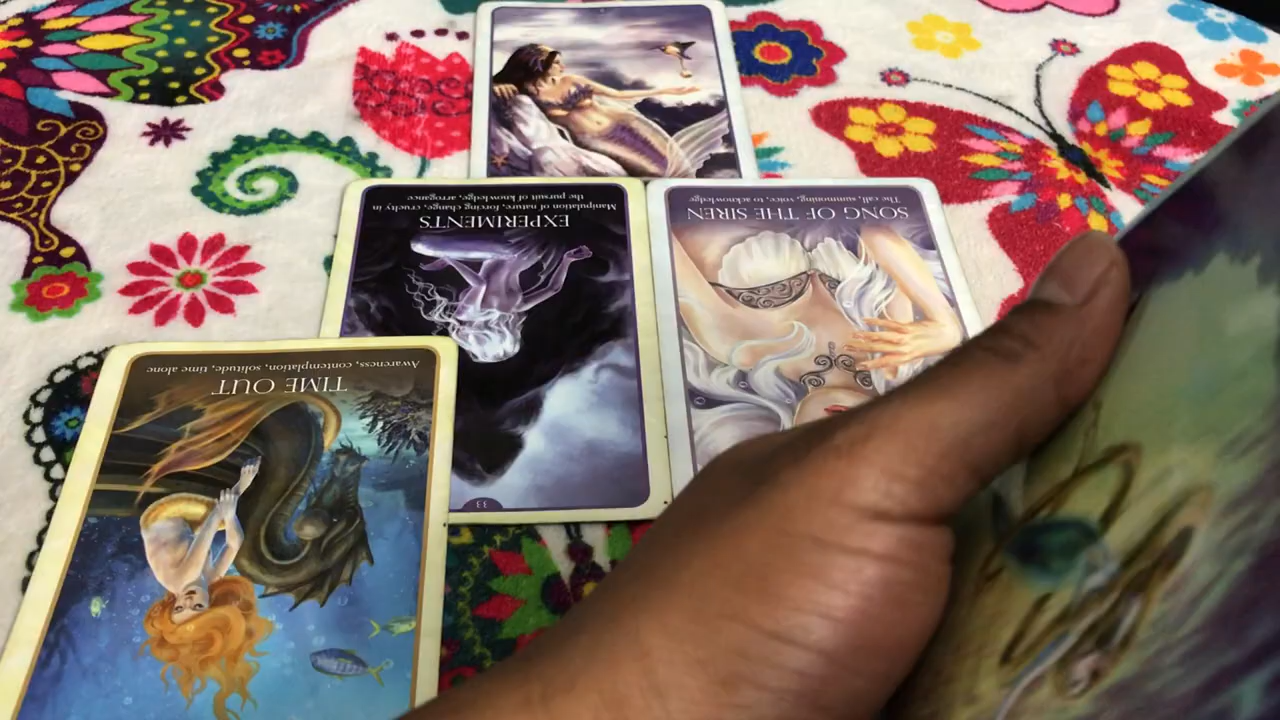 EXPERIMENTS
Manipulation of nature, forcing change, cruelty in
the pursuit of knowledge, arrogance
33
SONG OF THE SIREN
The call, summoning, voice, to acknowledge
TIME OUT
Awareness, contemplation, solitude, time alone